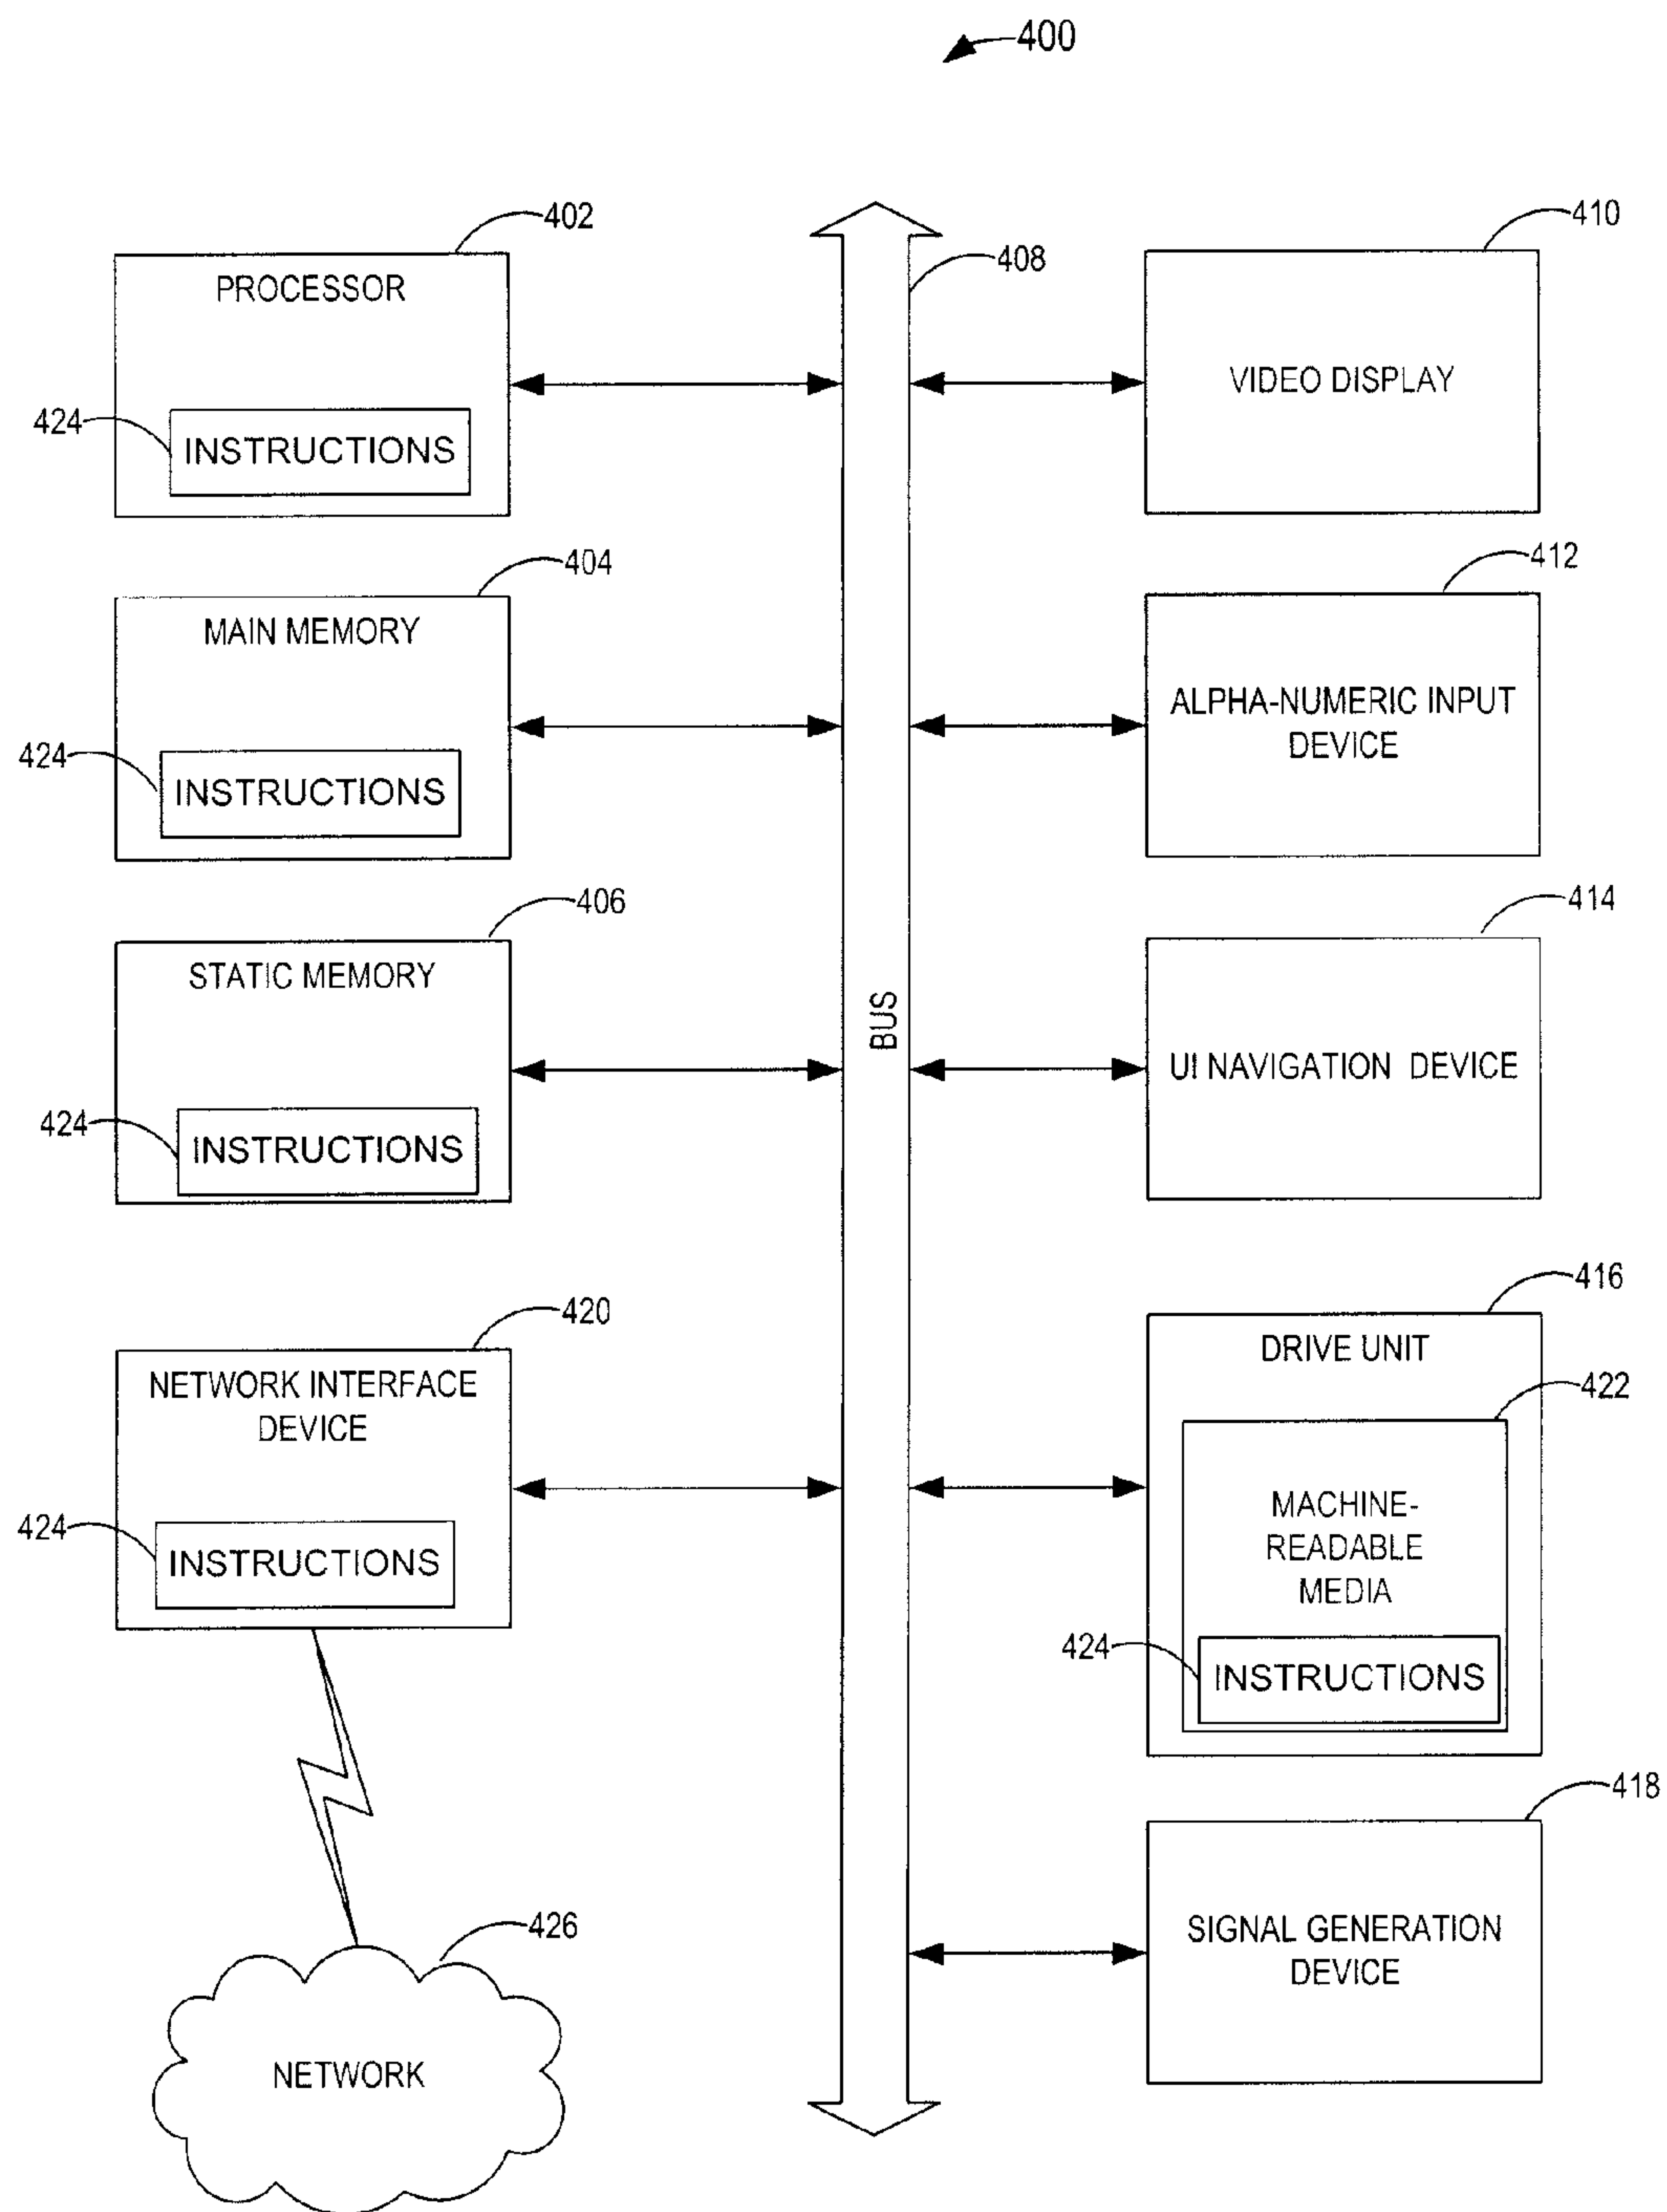 400
402
PROCESSOR
424
INSTRUCTIONS
404
MAIN MEMORY
424
INSTRUCTIONS
406
STATIC MEMORY
424
INSTRUCTIONS
420
NETWORK INTERFACE
DEVICE
424
INSTRUCTIONS
426
NETWORK
408
BUS
410
VIDEO DISPLAY
412
ALPHA-NUMERIC INPUT
DEVICE
414
UI NAVIGATION DEVICE
416
DRIVE UNIT
422
MACHINE-
READABLE
MEDIA
424
INSTRUCTIONS
418
SIGNAL GENERATION
DEVICE